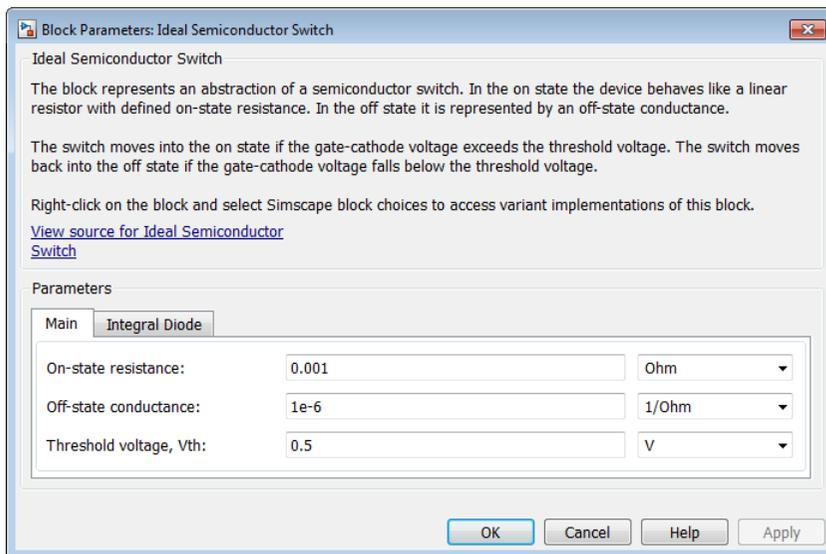 Block Parameters: Ideal Semiconductor Switch
Ideal Semiconductor Switch
The block represents an abstraction of a semiconductor switch. In the on state the device behaves like a linear
resistor with defined on-state resistance. In the off state it is represented by an off-state conductance.
The switch moves into the on state if the gate-cathode voltage exceeds the threshold voltage. The switch moves
back into the off state if the gate-cathode voltage falls below the threshold voltage.
Right-click on the block and select Simscape block choices to access variant implementations of this block.
View source for Ideal Semiconductor
Switch
Parameters
Main Integral Diode
On-state resistance: 0.001 Ohm
Off-state conductance: 1e-6 1/Ohm
Threshold voltage, Vth: 0.5 V
OK Cancel Help Apply